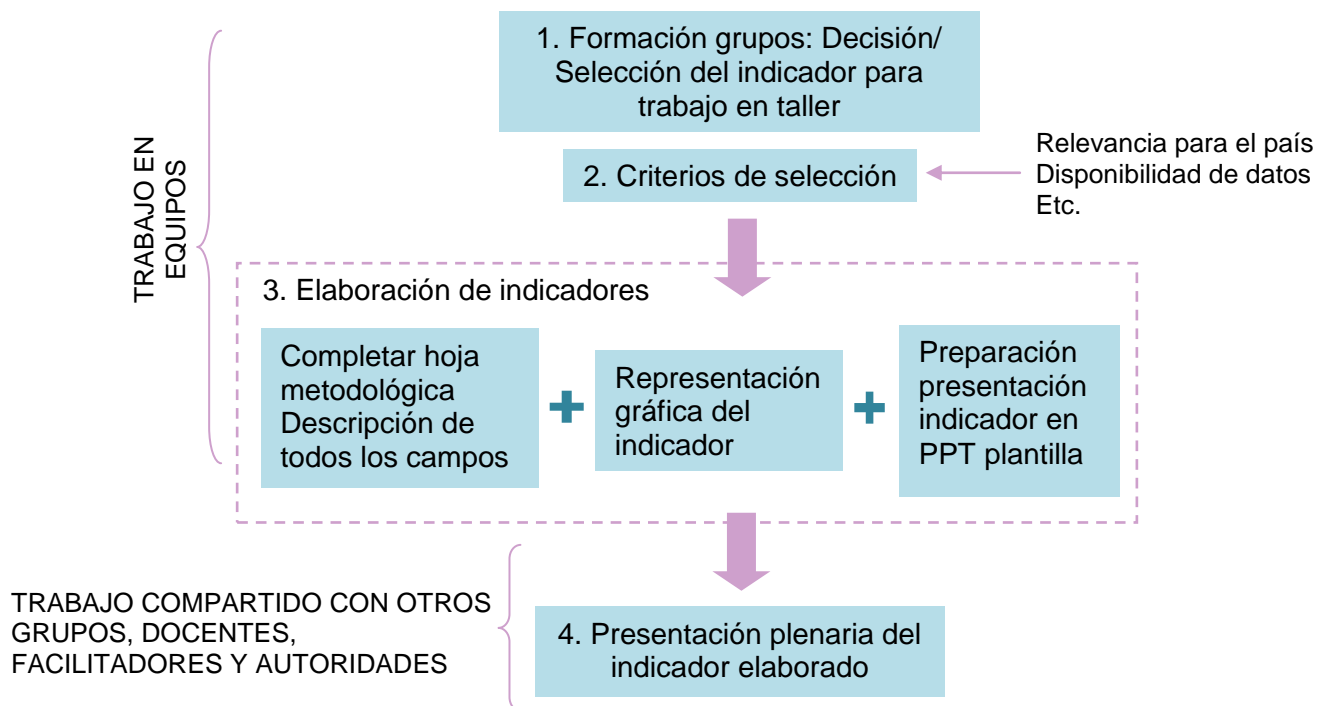 1. Formación grupos: Decisión/
Selección del indicador para
trabajo en taller
TRABAJO EN
EQUIPOS
2. Criterios de selección
Relevancia para el país
Disponibilidad de datos
Etc.
3. Elaboración de indicadores
Completar hoja
metodológica
Descripción de
todos los campos
Representación
gráfica del
indicador
Preparación
presentación
indicador en
PPT plantilla
TRABAJO COMPARTIDO CON OTROS
GRUPOS, DOCENTES,
FACILITADORES Y AUTORIDADES
4. Presentación plenaria del
indicador elaborado